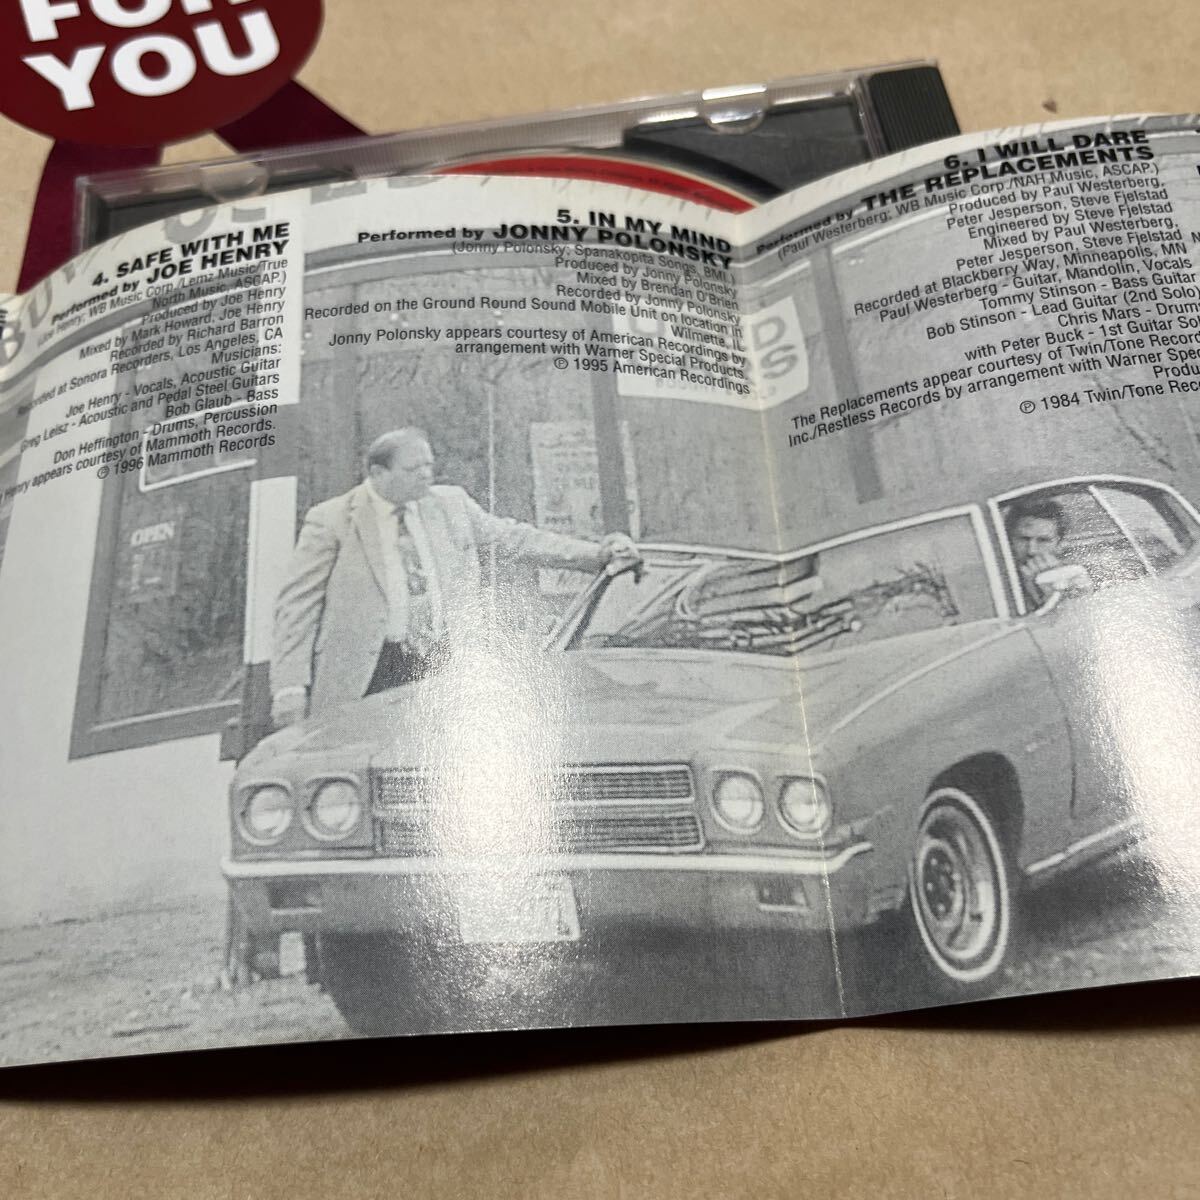 FOR
YOU
4. SAFE WITH ME
Performed by JOE HENRY
(Joe Henry; WB Music Corp./Lemz Music/True
North Music, ASCAP.)
Produced by Joe Henry
Mixed by Mark Howard, Joe Henry
Recorded by Richard Barron
Recorded at Sonora Recorders, Los Angeles, CA
Musicians:
Joe Henry - Vocals, Acoustic Guitar
Greg Leisz - Acoustic and Pedal Steel Guitars
Bob Glaub - Bass
Don Heffington - Drums, Percussion
Henry appears courtesy of Mammoth Records.
℗ 1996 Mammoth Records
5. IN MY MIND
Performed by JONNY POLONSKY
(Jonny Polonsky; Spanakopita Songs, BMI.)
Produced by Jonny Polonsky
Mixed by Brendan O'Brien
Recorded by Jonny Polonsky
Recorded on the Ground Round Sound Mobile Unit on location in
Wilmette, IL
Jonny Polonsky appears courtesy of American Recordings by
arrangement with Warner Special Products.
℗ 1995 American Recordings
6. I WILL DARE
Performed by THE REPLACEMENTS
(Paul Westerberg; WB Music Corp./NAH Music, ASCAP.)
Produced by Paul Westerberg,
Peter Jesperson, Steve Fjelstad
Engineered by Steve Fjelstad
Mixed by Paul Westerberg,
Peter Jesperson, Steve Fjelstad
Recorded at Blackberry Way, Minneapolis, MN
Paul Westerberg - Guitar, Mandolin, Vocals
Tommy Stinson - Bass Guitar
Bob Stinson - Lead Guitar (2nd Solo)
Chris Mars - Drums
with Peter Buck - 1st Guitar So
The Replacements appear courtesy of Twin/Tone Record
Inc./Restless Records by arrangement with Warner Spec
Produ
℗ 1984 Twin/Tone Reco
OPEN